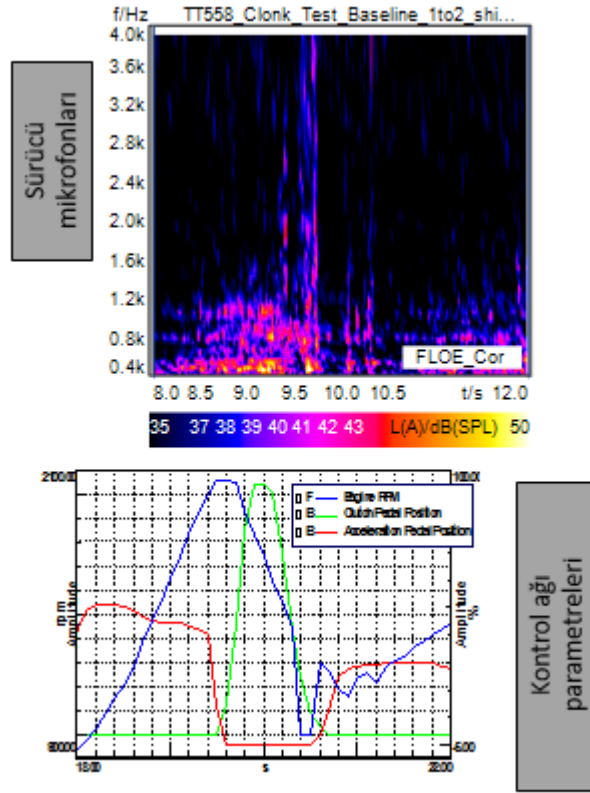 f/Hz TT558_Clonk_Test_Baseline_1to2_shi...
4.0k
3.6k
3.2k
2.8k
2.4k
2.0k
1.6k
1.2k
0.8k
0.4k
Sürücü
mikrofonları
FLOE_Cor
8.0 8.5 9.0 9.5 10.0 10.5 t/s 12.0
35 37 38 39 40 41 42 43 L(A)/dB(SPL) 50
F Engine RPM
B Clutch Pedal Position
B Acceleration Pedal Position
Amplitude
Amplitude
%
s
Kontrol ağı
parametreleri